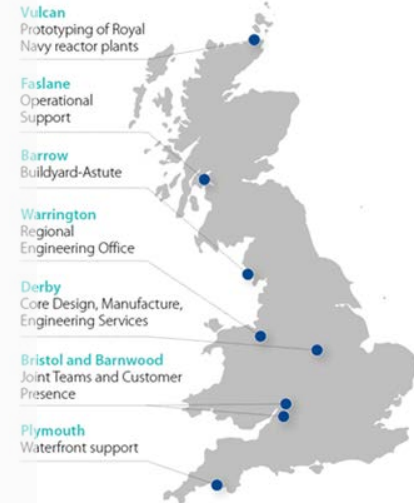 Vulcan
Prototyping of Royal
Navy reactor plants
Faslane
Operational
Support
Barrow
Buildyard-Astute
Warrington
Regional
Engineering Office
Derby
Core Design, Manufacture,
Engineering Services
Bristol and Barnwood
Joint Teams and Customer
Presence
Plymouth
Waterfront support